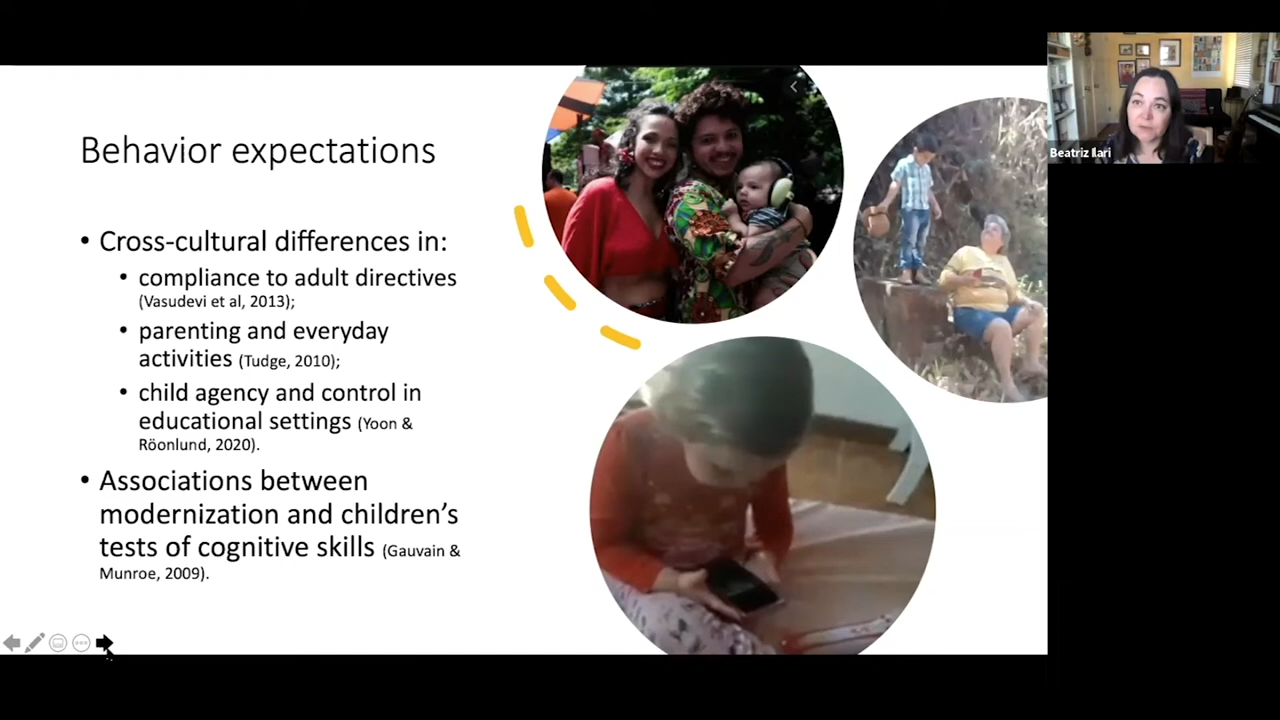 Behavior expectations
• Cross-cultural differences in:
• compliance to adult directives
(Vasudevi et al, 2013);
• parenting and everyday
activities (Tudge, 2010);
• child agency and control in
educational settings (Yoon &
Röonlund, 2020).
• Associations between
modernization and children’s
tests of cognitive skills (Gauvain &
Munroe, 2009).
Beatriz Ilari